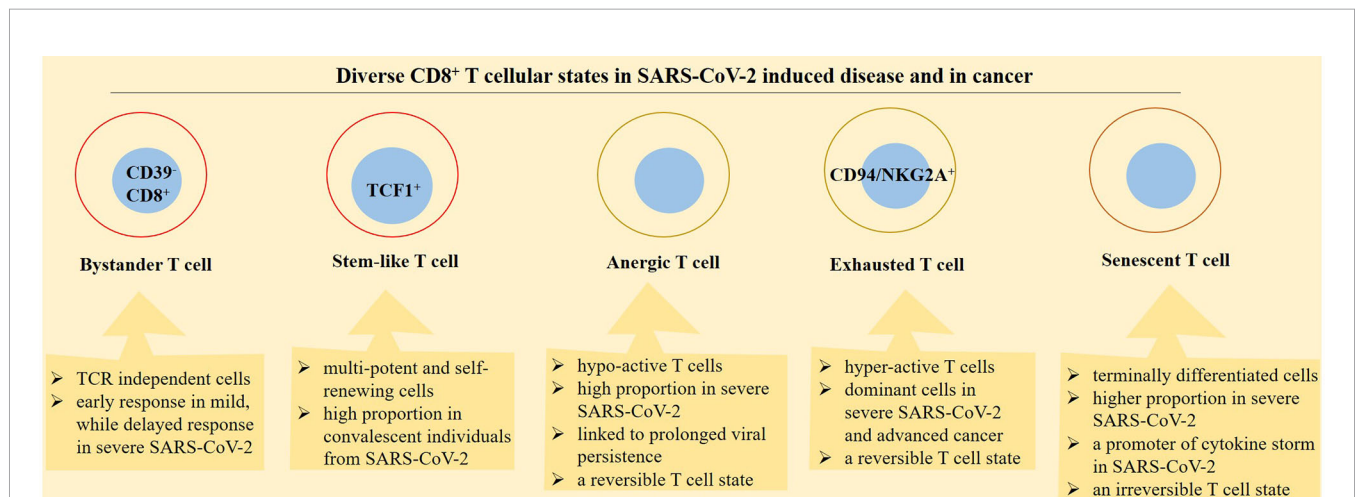 Diverse CD8⁺ T cellular states in SARS-CoV-2 induced disease and in cancer
CD39⁻
CD8⁺
Bystander T cell
➢ TCR independent cells
➢ early response in mild,
while delayed response
in severe SARS-CoV-2
TCF1⁺
Stem-like T cell
➢ multi-potent and self-
renewing cells
➢ high proportion in
convalescent individuals
from SARS-CoV-2
Anergic T cell
➢ hypo-active T cells
➢ high proportion in severe
SARS-CoV-2
➢ linked to prolonged viral
persistence
➢ a reversible T cell state
CD94/NKG2A⁺
Exhausted T cell
➢ hyper-active T cells
➢ dominant cells in
severe SARS-CoV-2
and advanced cancer
➢ a reversible T cell state
Senescent T cell
➢ terminally differentiated cells
➢ higher proportion in severe
SARS-CoV-2
➢ a promoter of cytokine storm
in SARS-CoV-2
➢ an irreversible T cell state